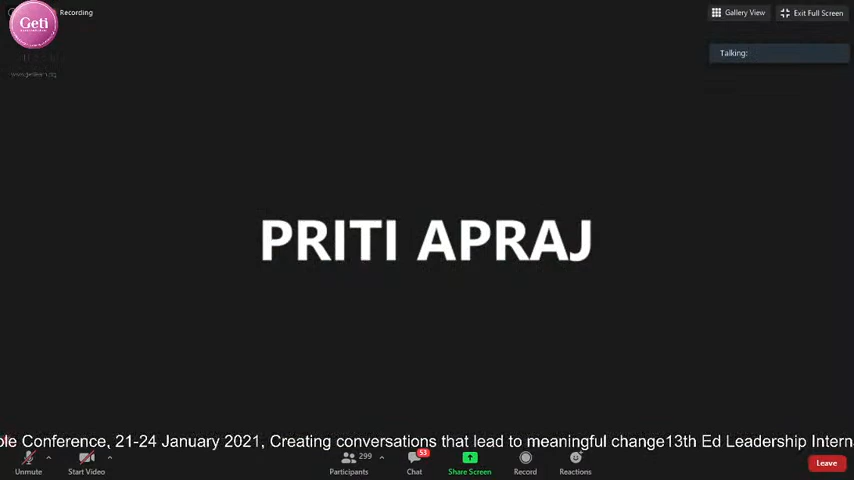 Geti
Recording
Gallery View
Exit Full Screen
Talking:
PRITI APRAJ
ole Conference, 21-24 January 2021, Creating conversations that lead to meaningful change13th Ed Leadership Intern
Unmute
Start Video
299
Participants
53
Chat
Share Screen
Record
Reactions
Leave